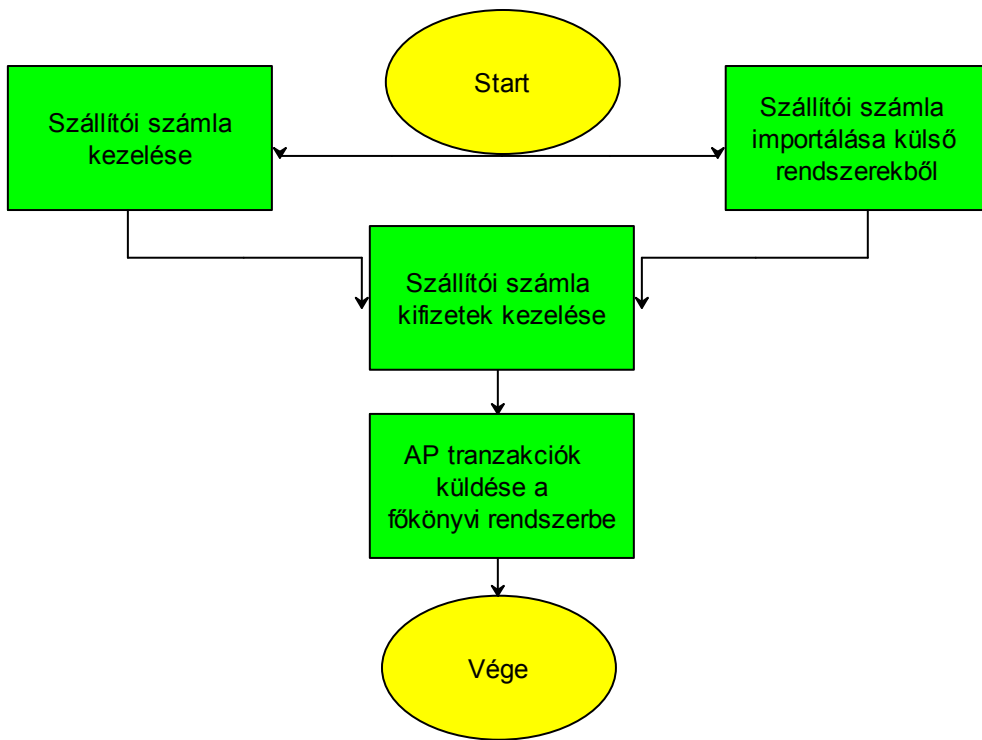 Start
Szállítói számla
kezelése
Szállítói számla
importálása külső
rendszerekből
Szállítói számla
kifizetek kezelése
AP tranzakciók
küldése a
főkönyvi rendszerbe
Vége